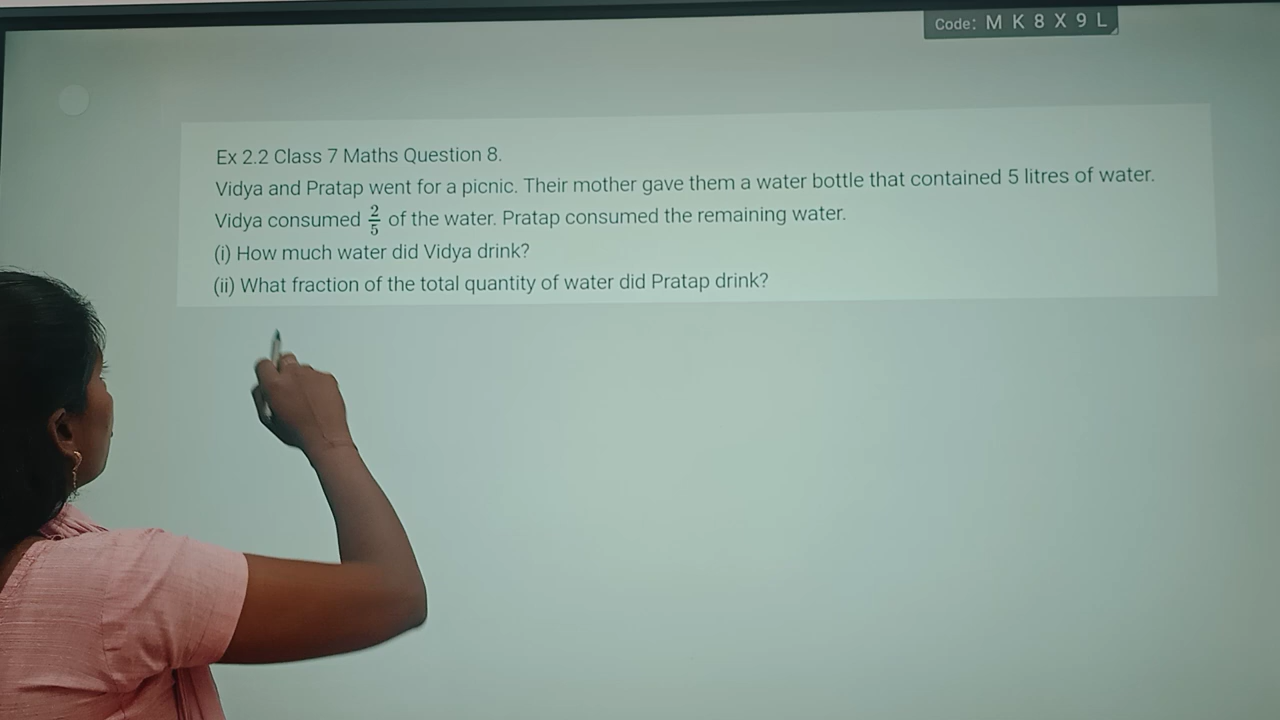 Code: M K 8 X 9 L
Ex 2.2 Class 7 Maths Question 8.
Vidya and Pratap went for a picnic. Their mother gave them a water bottle that contained 5 litres of water.
Vidya consumed 2/5 of the water. Pratap consumed the remaining water.
(i) How much water did Vidya drink?
(ii) What fraction of the total quantity of water did Pratap drink?